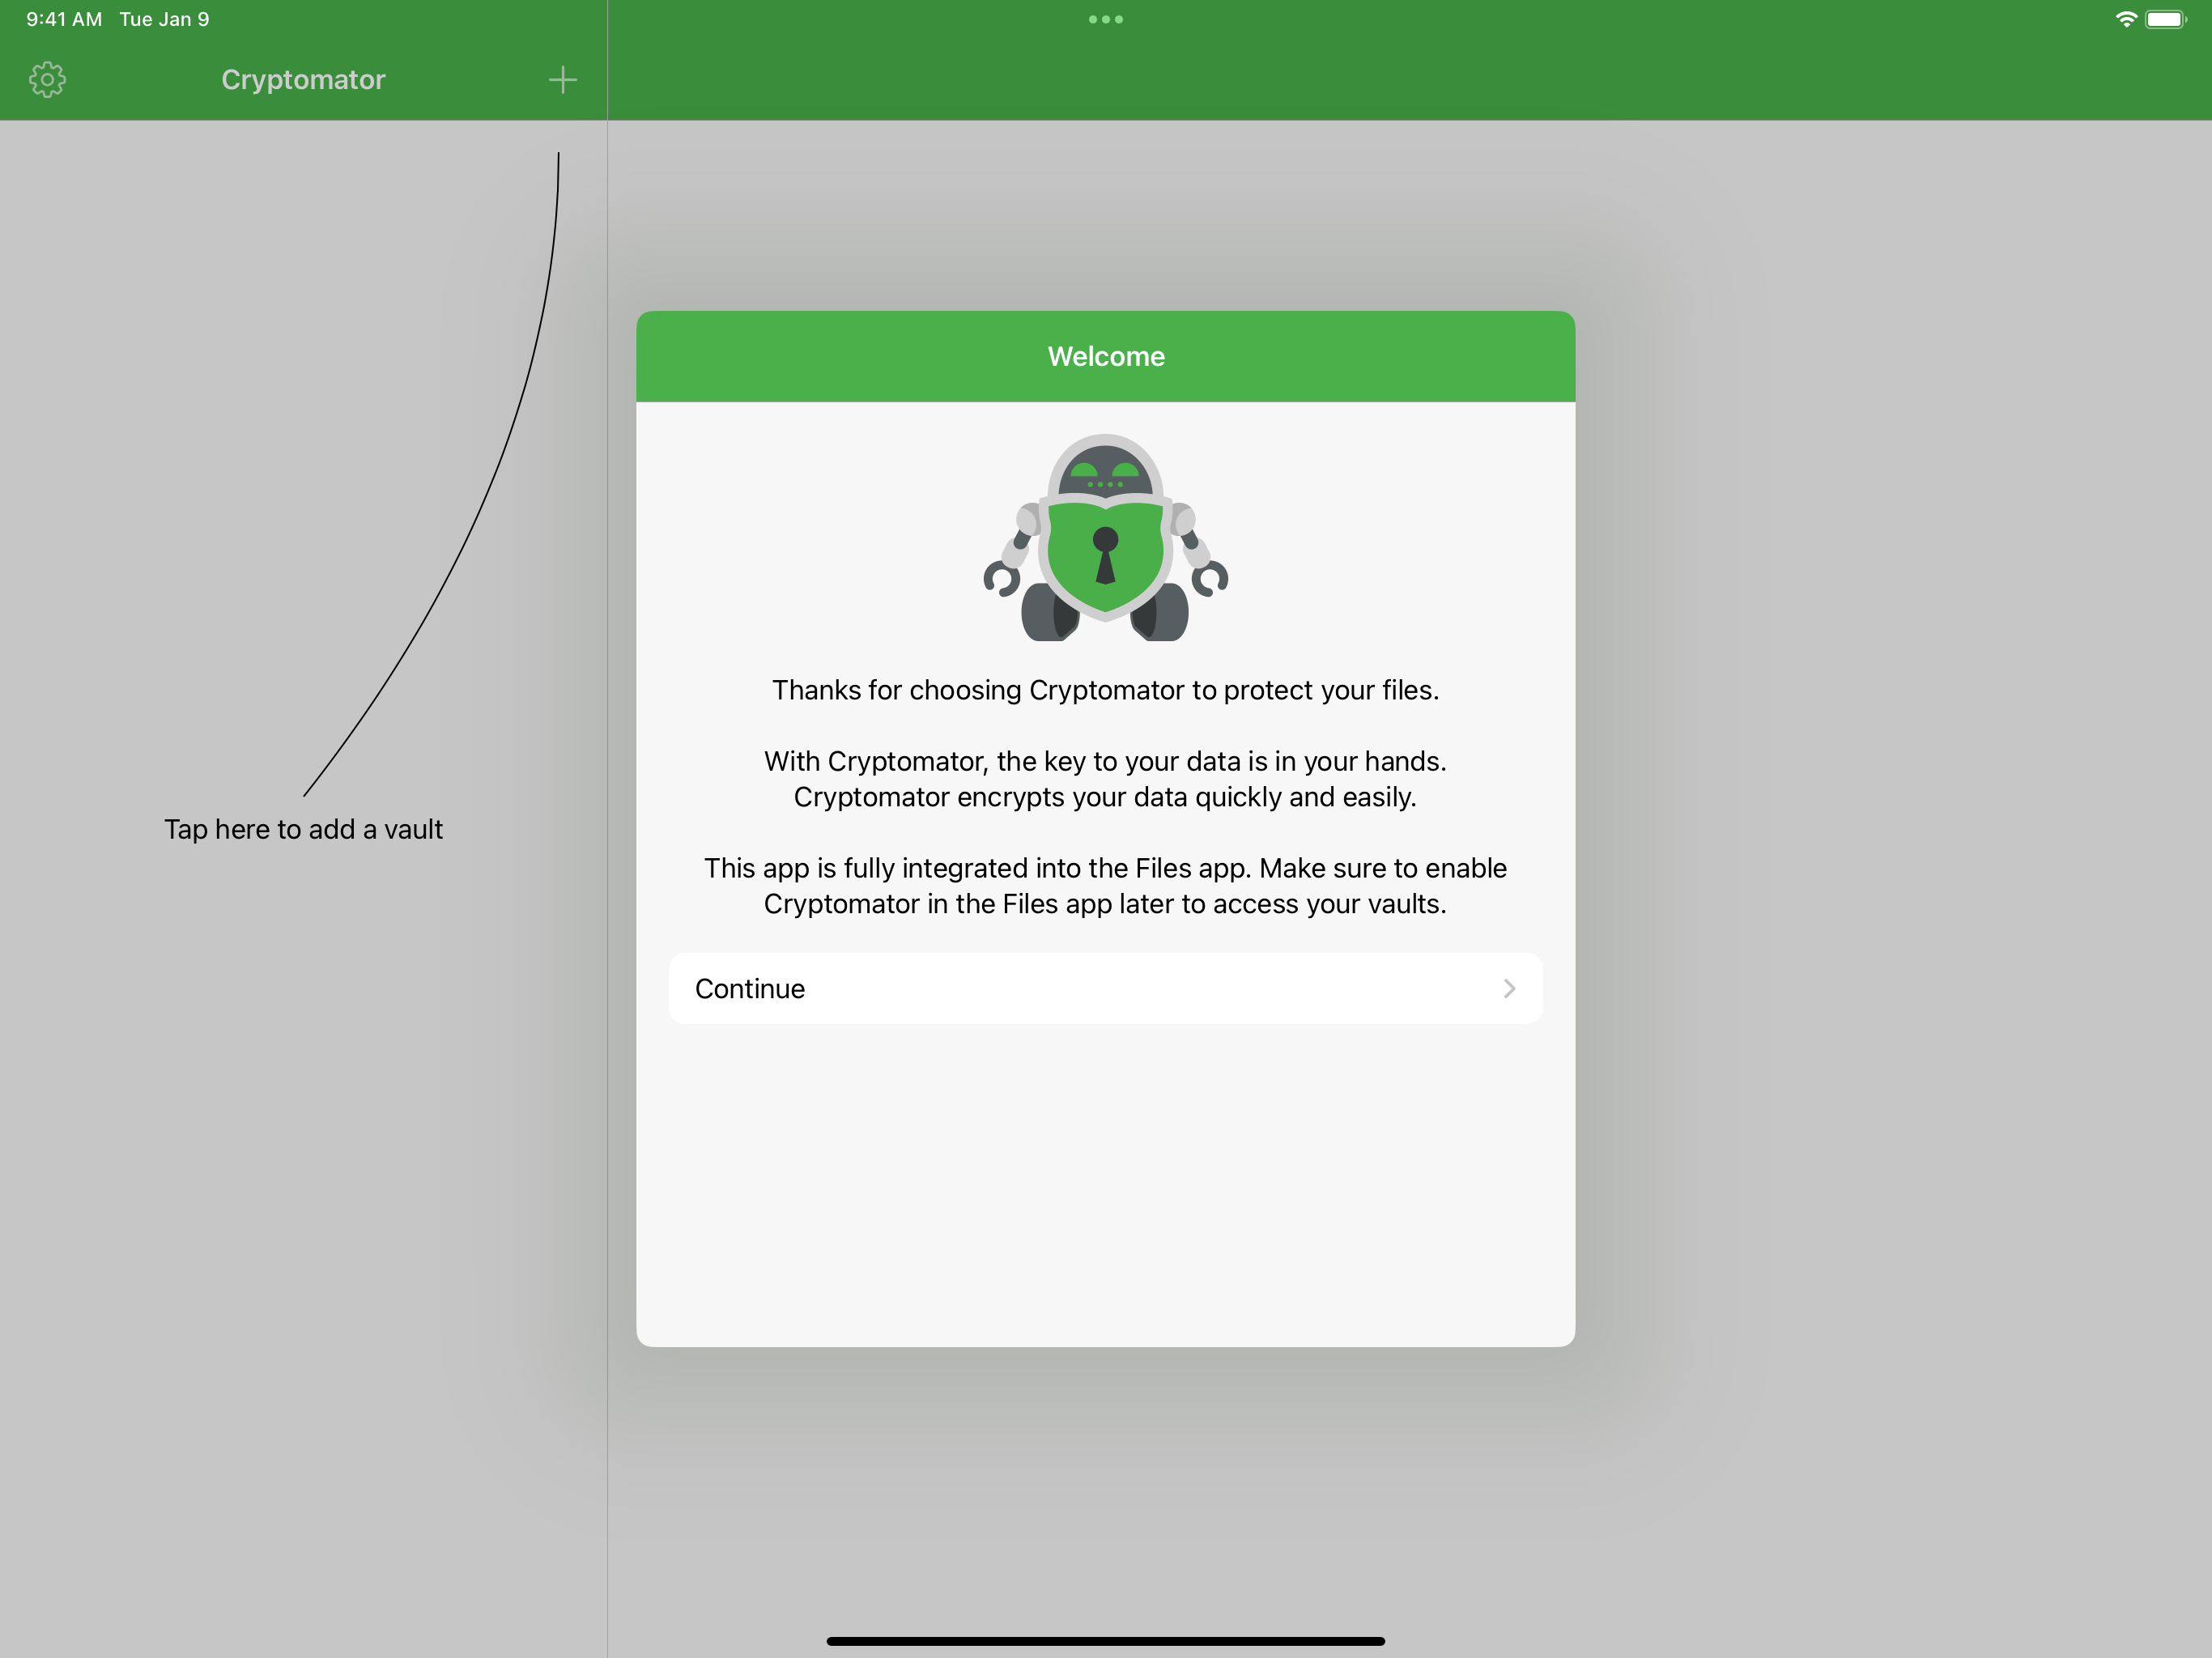 9:41 AM Tue Jan 9
Cryptomator
Tap here to add a vault
Welcome
Thanks for choosing Cryptomator to protect your files.
With Cryptomator, the key to your data is in your hands.
Cryptomator encrypts your data quickly and easily.
This app is fully integrated into the Files app. Make sure to enable
Cryptomator in the Files app later to access your vaults.
Continue